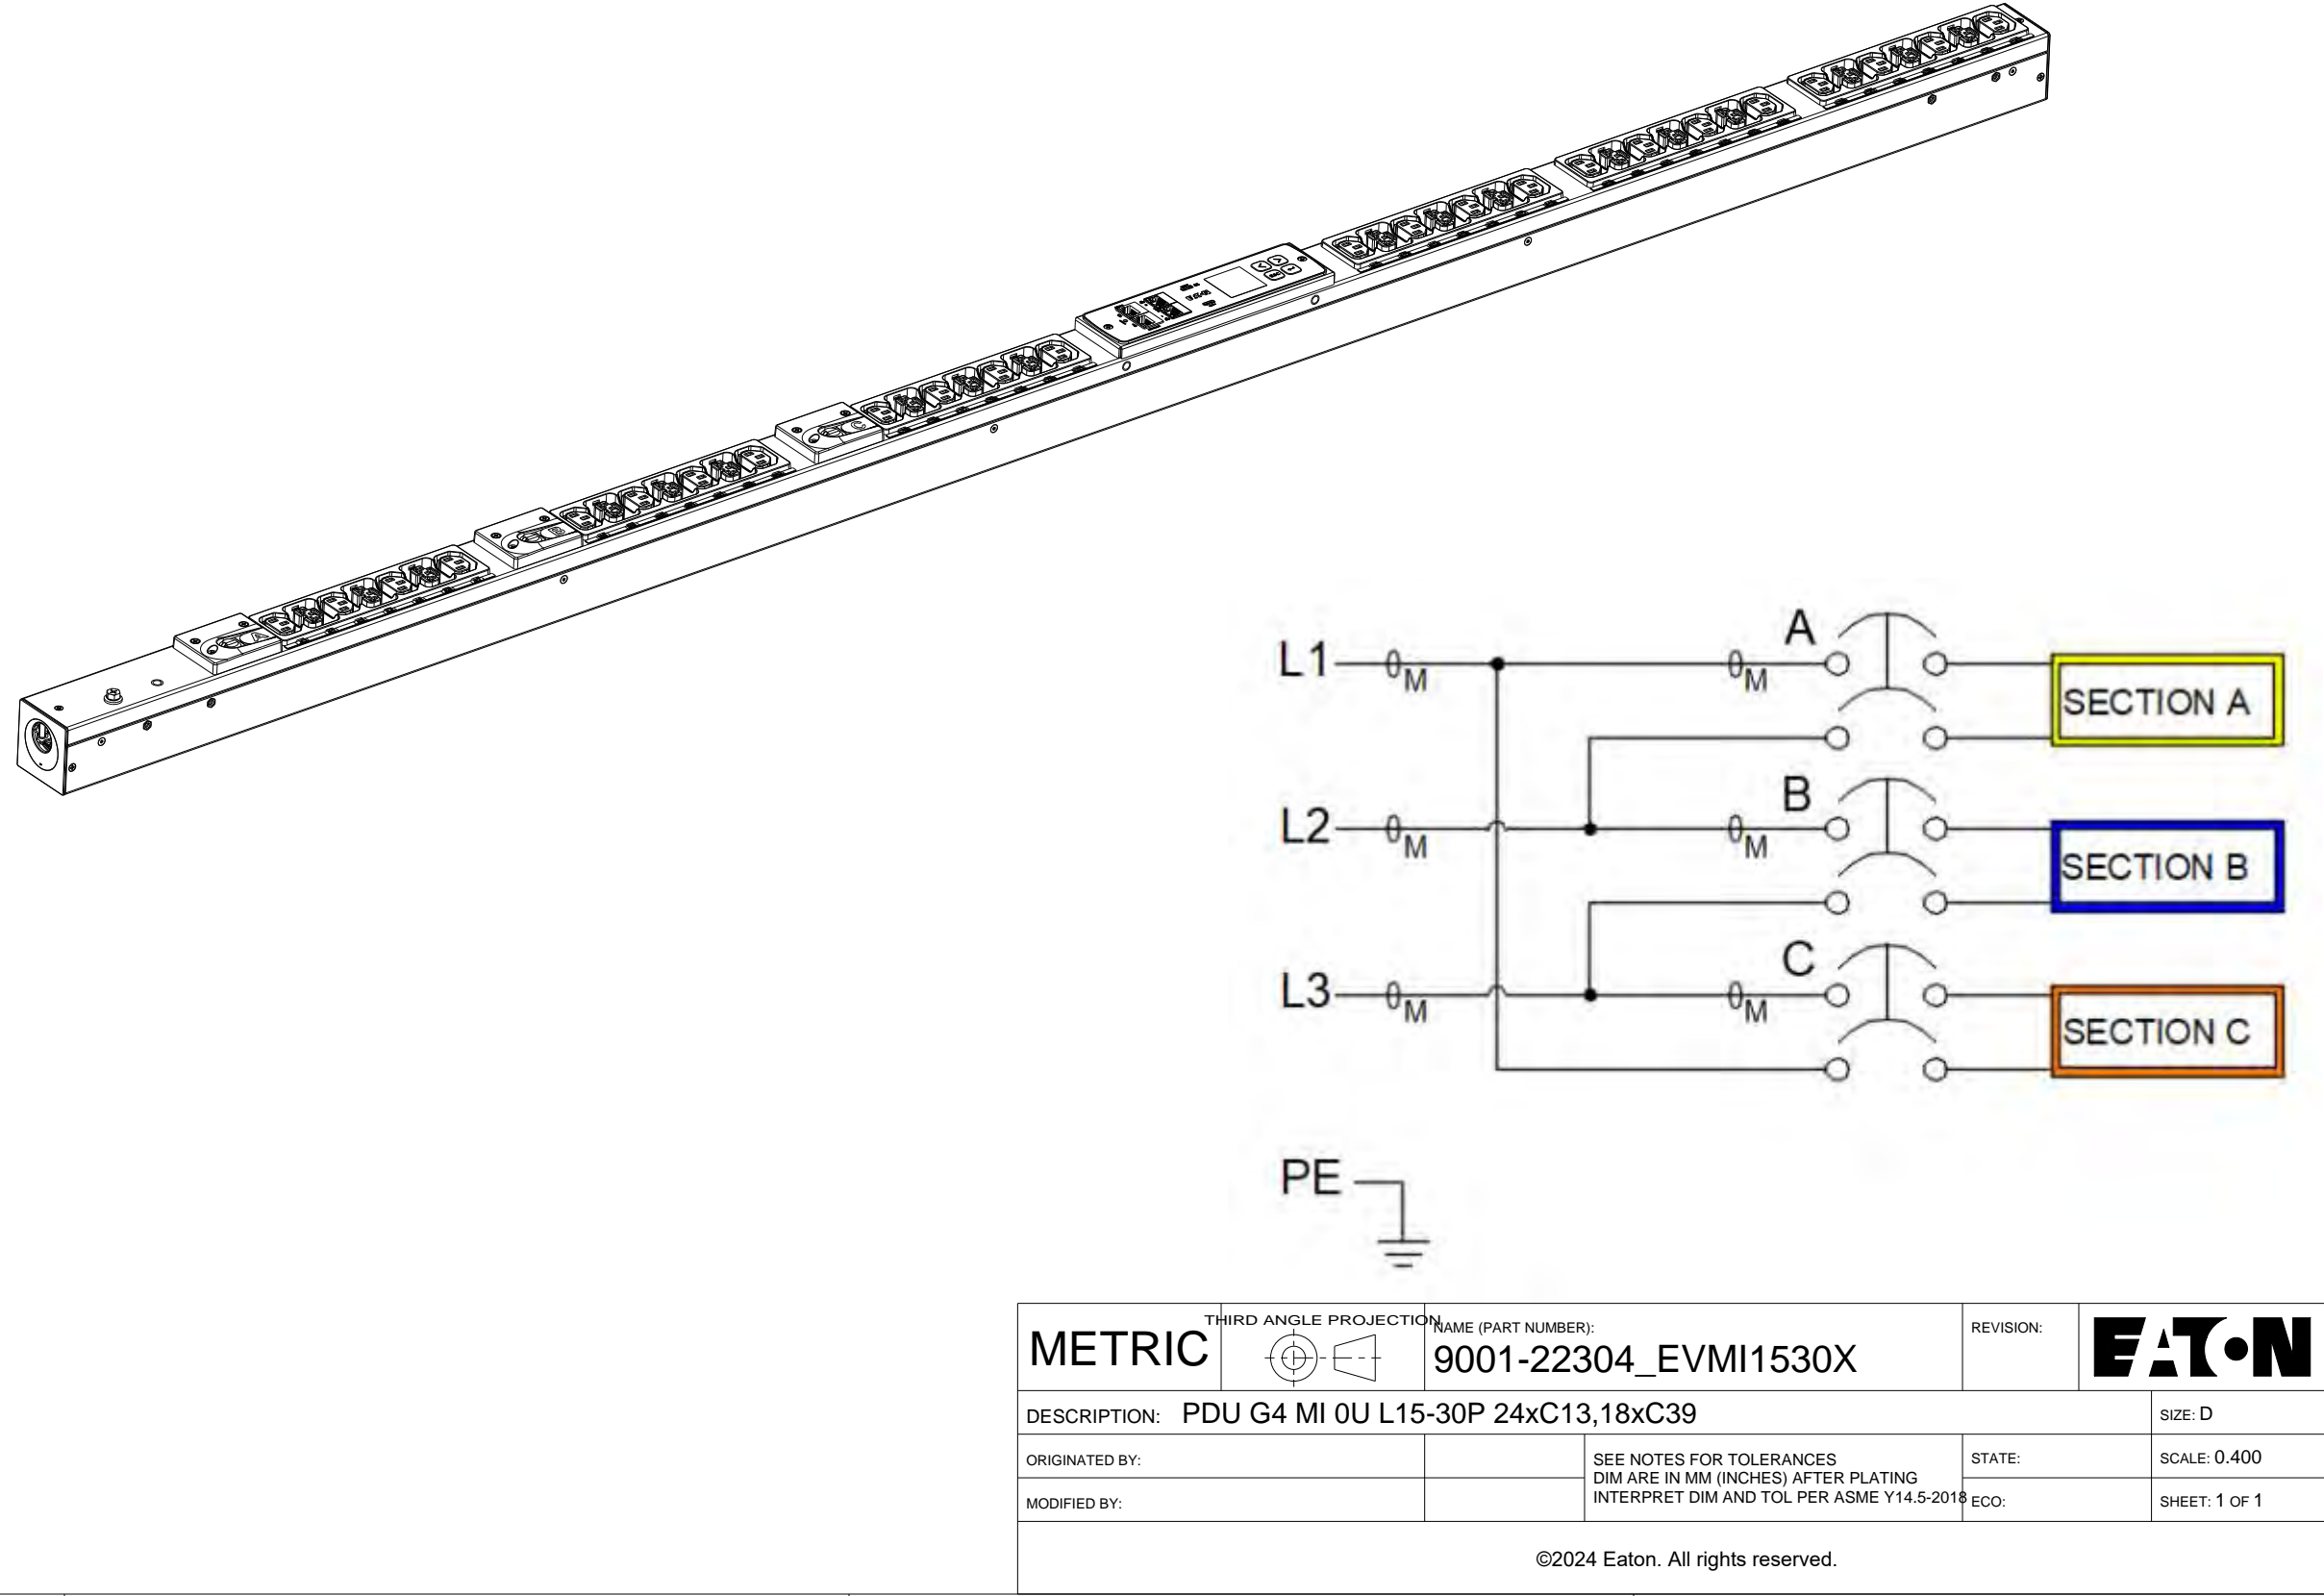 C
B
A
L1
M
M
A
SECTION A
L2
M
M
B
SECTION B
L3
M
M
C
SECTION C
PE
METRIC
THIRD ANGLE PROJECTION
NAME (PART NUMBER):
9001-22304_EVMI1530X
REVISION:
EATON
DESCRIPTION: PDU G4 MI 0U L15-30P 24xC13,18xC39
SIZE: D
ORIGINATED BY:
SEE NOTES FOR TOLERANCES
DIM ARE IN MM (INCHES) AFTER PLATING
INTERPRET DIM AND TOL PER ASME Y14.5-2018
STATE:
SCALE: 0.400
MODIFIED BY:
ECO:
SHEET: 1 OF 1
©2024 Eaton. All rights reserved.